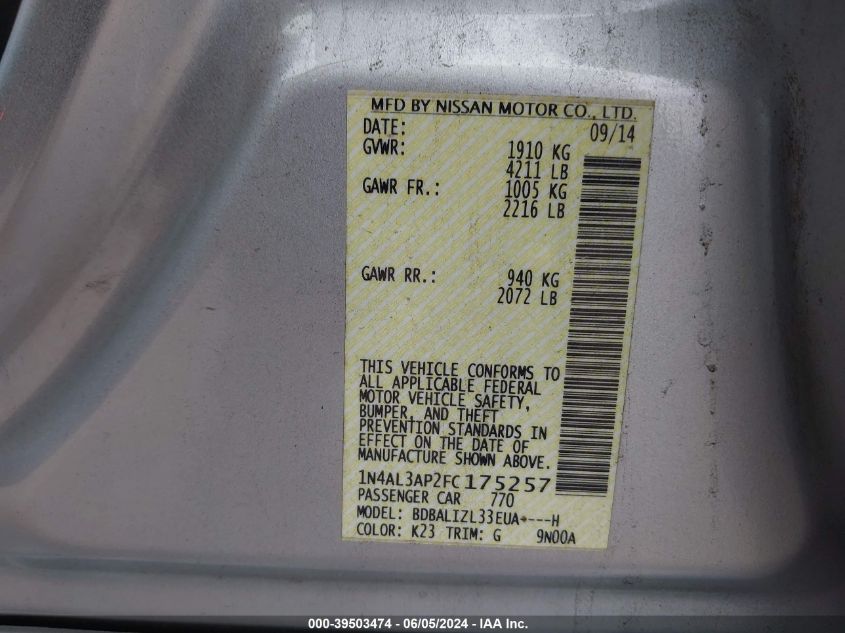 MFD BY NISSAN MOTOR CO., LTD.
DATE: 09/14
GVWR: 1910 KG
4211 LB
GAWR FR.: 1005 KG
2216 LB
GAWR RR.: 940 KG
2072 LB
THIS VEHICLE CONFORMS TO
ALL APPLICABLE FEDERAL
MOTOR VEHICLE SAFETY,
BUMPER, AND THEFT
PREVENTION STANDARDS IN
EFFECT ON THE DATE OF
MANUFACTURE SHOWN ABOVE.
1N4AL3AP2FC175257
PASSENGER CAR 770
MODEL: BDBALIZL33EUA----H
COLOR: K23 TRIM: G 9N00A
000-39503474 - 06/05/2024 - IAA Inc.